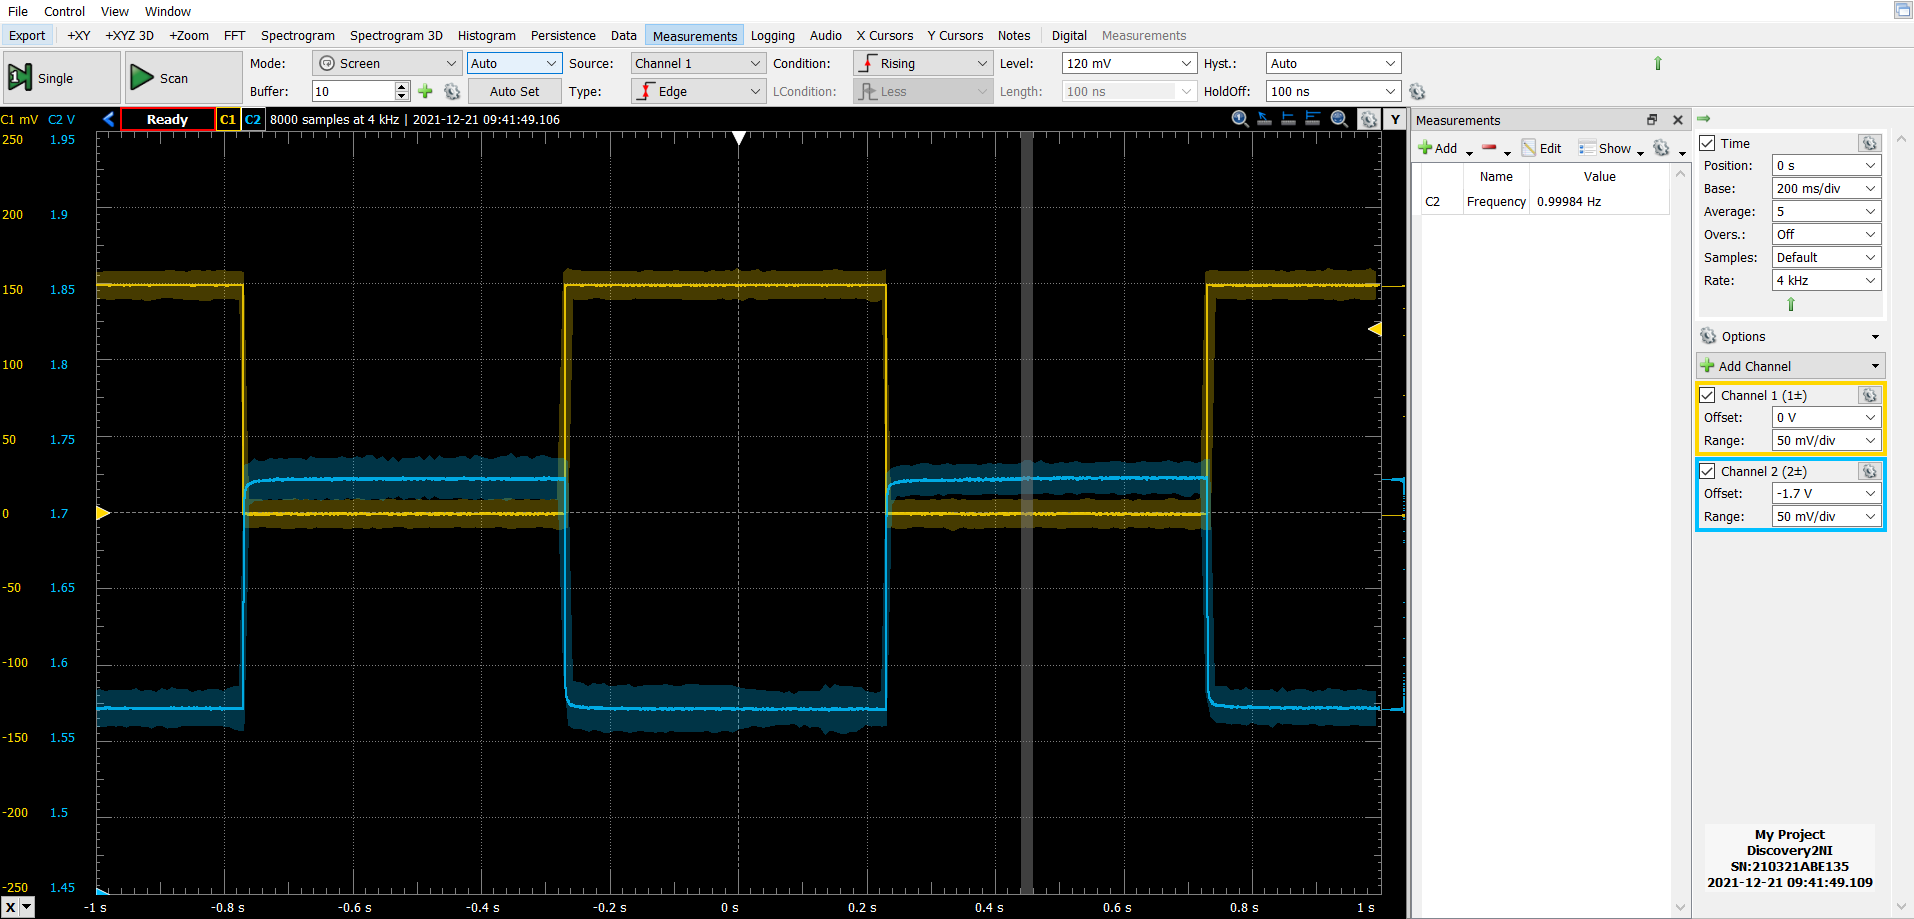 File Control View Window
Export +XY +XYZ 3D +Zoom FFT Spectrogram Spectrogram 3D Histogram Persistence Data Measurements Logging Audio X Cursors Y Cursors Notes Digital Measurements
Single Scan Mode: Screen Auto Source: Channel 1 Condition: Rising Level: 120 mV Hyst.: Auto
Buffer: 10 Auto Set Type: Edge LCondition: Less Length: 100 ns HoldOff: 100 ns
C1 mV C2 V Ready C1 C2 8000 samples at 4 kHz | 2021-12-21 09:41:49.106 Y
250 1.95
200 1.9
150 1.85
100 1.8
50 1.75
0 1.7
-50 1.65
-100 1.6
-150 1.55
-200 1.5
-250 1.45
X -1 s -0.8 s -0.6 s -0.4 s -0.2 s 0 s 0.2 s 0.4 s 0.6 s 0.8 s 1 s
Measurements
Add Edit Show
Name Value
C2 Frequency 0.99984 Hz
Time
Position: 0 s
Base: 200 ms/div
Average: 5
Overs.: Off
Samples: Default
Rate: 4 kHz
Options
Add Channel
Channel 1 (1±)
Offset: 0 V
Range: 50 mV/div
Channel 2 (2±)
Offset: -1.7 V
Range: 50 mV/div
My Project
Discovery2NI
SN:210321ABE135
2021-12-21 09:41:49.109